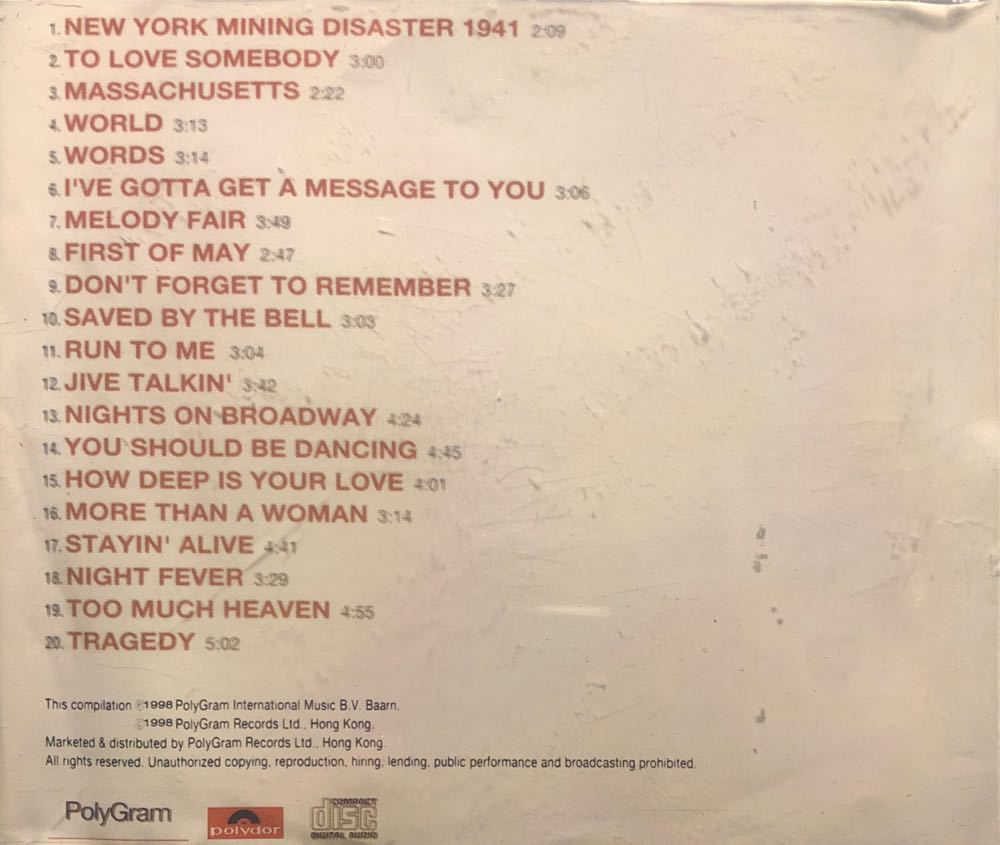 1. NEW YORK MINING DISASTER 1941 2:09
2. TO LOVE SOMEBODY 3:00
3. MASSACHUSETTS 2:22
4. WORLD 3:13
5. WORDS 3:14
6. I'VE GOTTA GET A MESSAGE TO YOU 3:06
7. MELODY FAIR 3:49
8. FIRST OF MAY 2:47
9. DON'T FORGET TO REMEMBER 3:27
10. SAVED BY THE BELL 3:03
11. RUN TO ME 3:04
12. JIVE TALKIN' 3:42
13. NIGHTS ON BROADWAY 4:24
14. YOU SHOULD BE DANCING 4:45
15. HOW DEEP IS YOUR LOVE 4:01
16. MORE THAN A WOMAN 3:14
17. STAYIN' ALIVE 4:41
18. NIGHT FEVER 3:29
19. TOO MUCH HEAVEN 4:55
20. TRAGEDY 5:02
This compilation ℗1998 PolyGram International Music B.V. Baarn.
©1998 PolyGram Records Ltd., Hong Kong.
Marketed & distributed by PolyGram Records Ltd., Hong Kong.
All rights reserved. Unauthorized copying, reproduction, hiring, lending, public performance and broadcasting prohibited.
PolyGram
polydor
COMPACT
disc
DIGITAL AUDIO